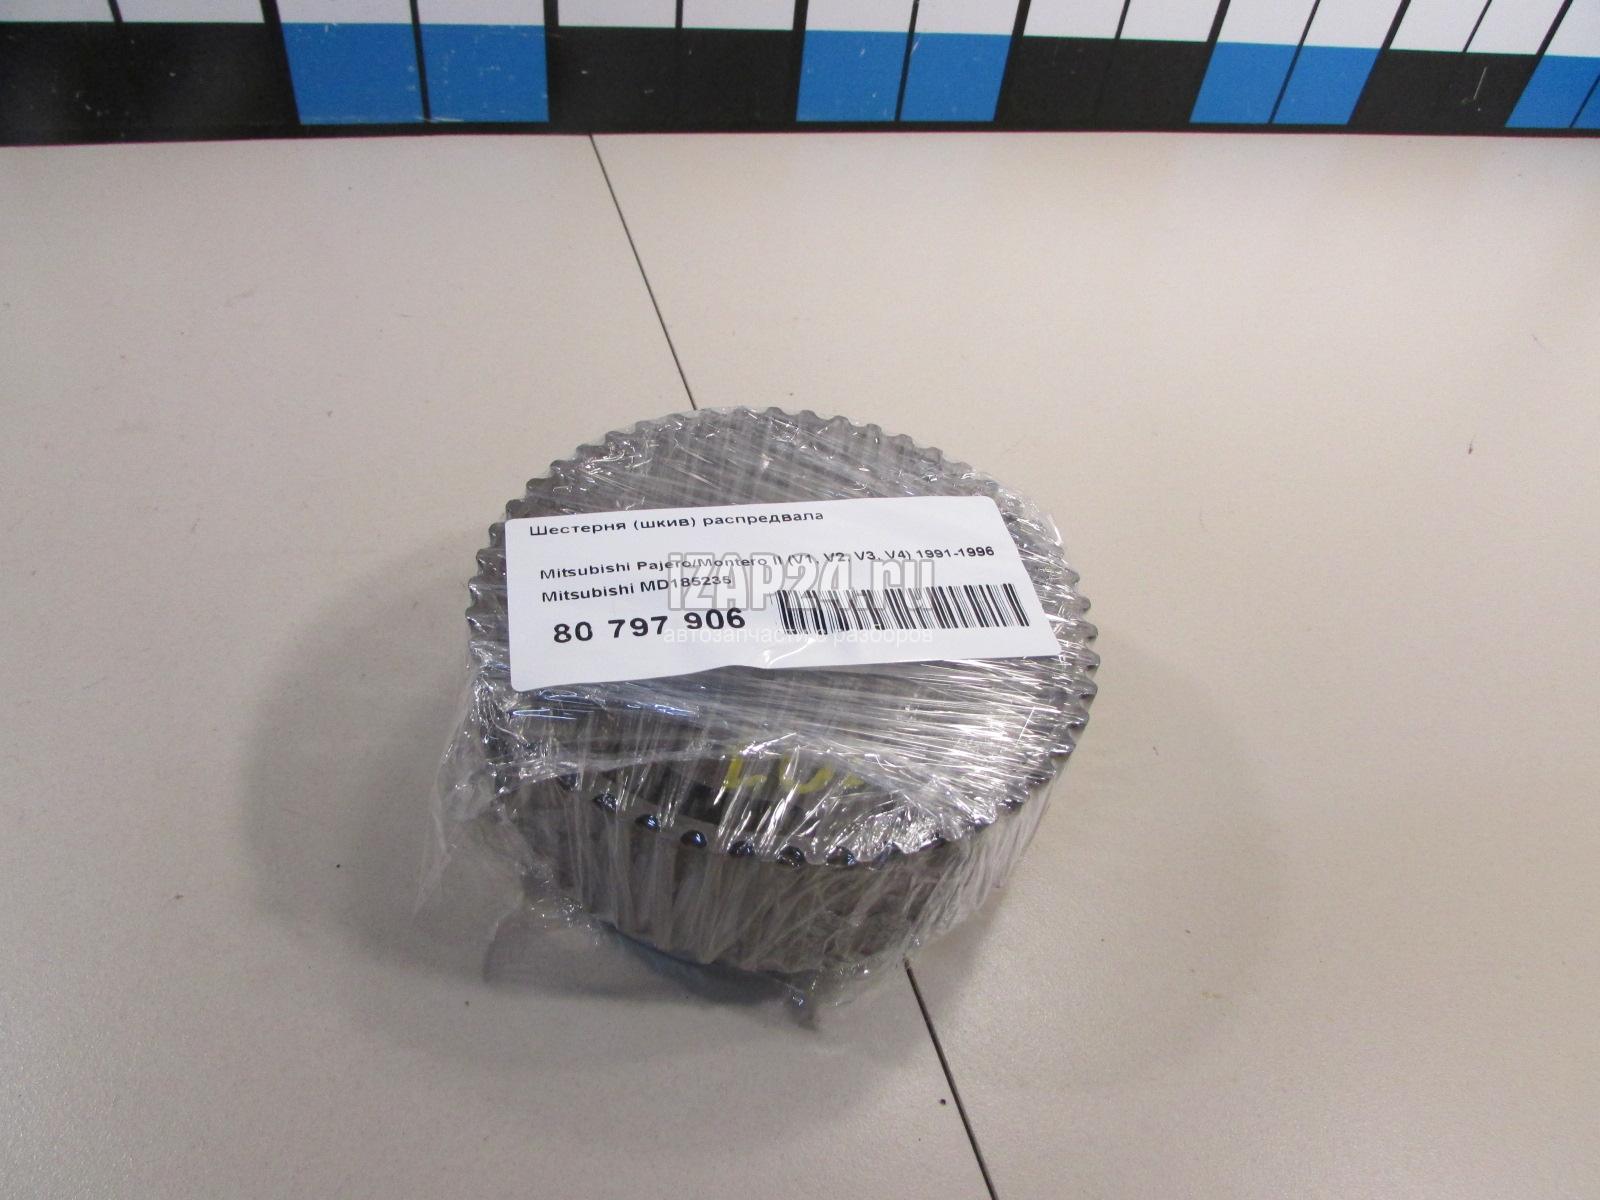 Шестерня (шкив) распредвала
Mitsubishi Pajero/Montero II (V1, V2, V3, V4) 1991-1996
Mitsubishi MD185235
80 797 906
iZAP24.ru
автозапчасти с разборов